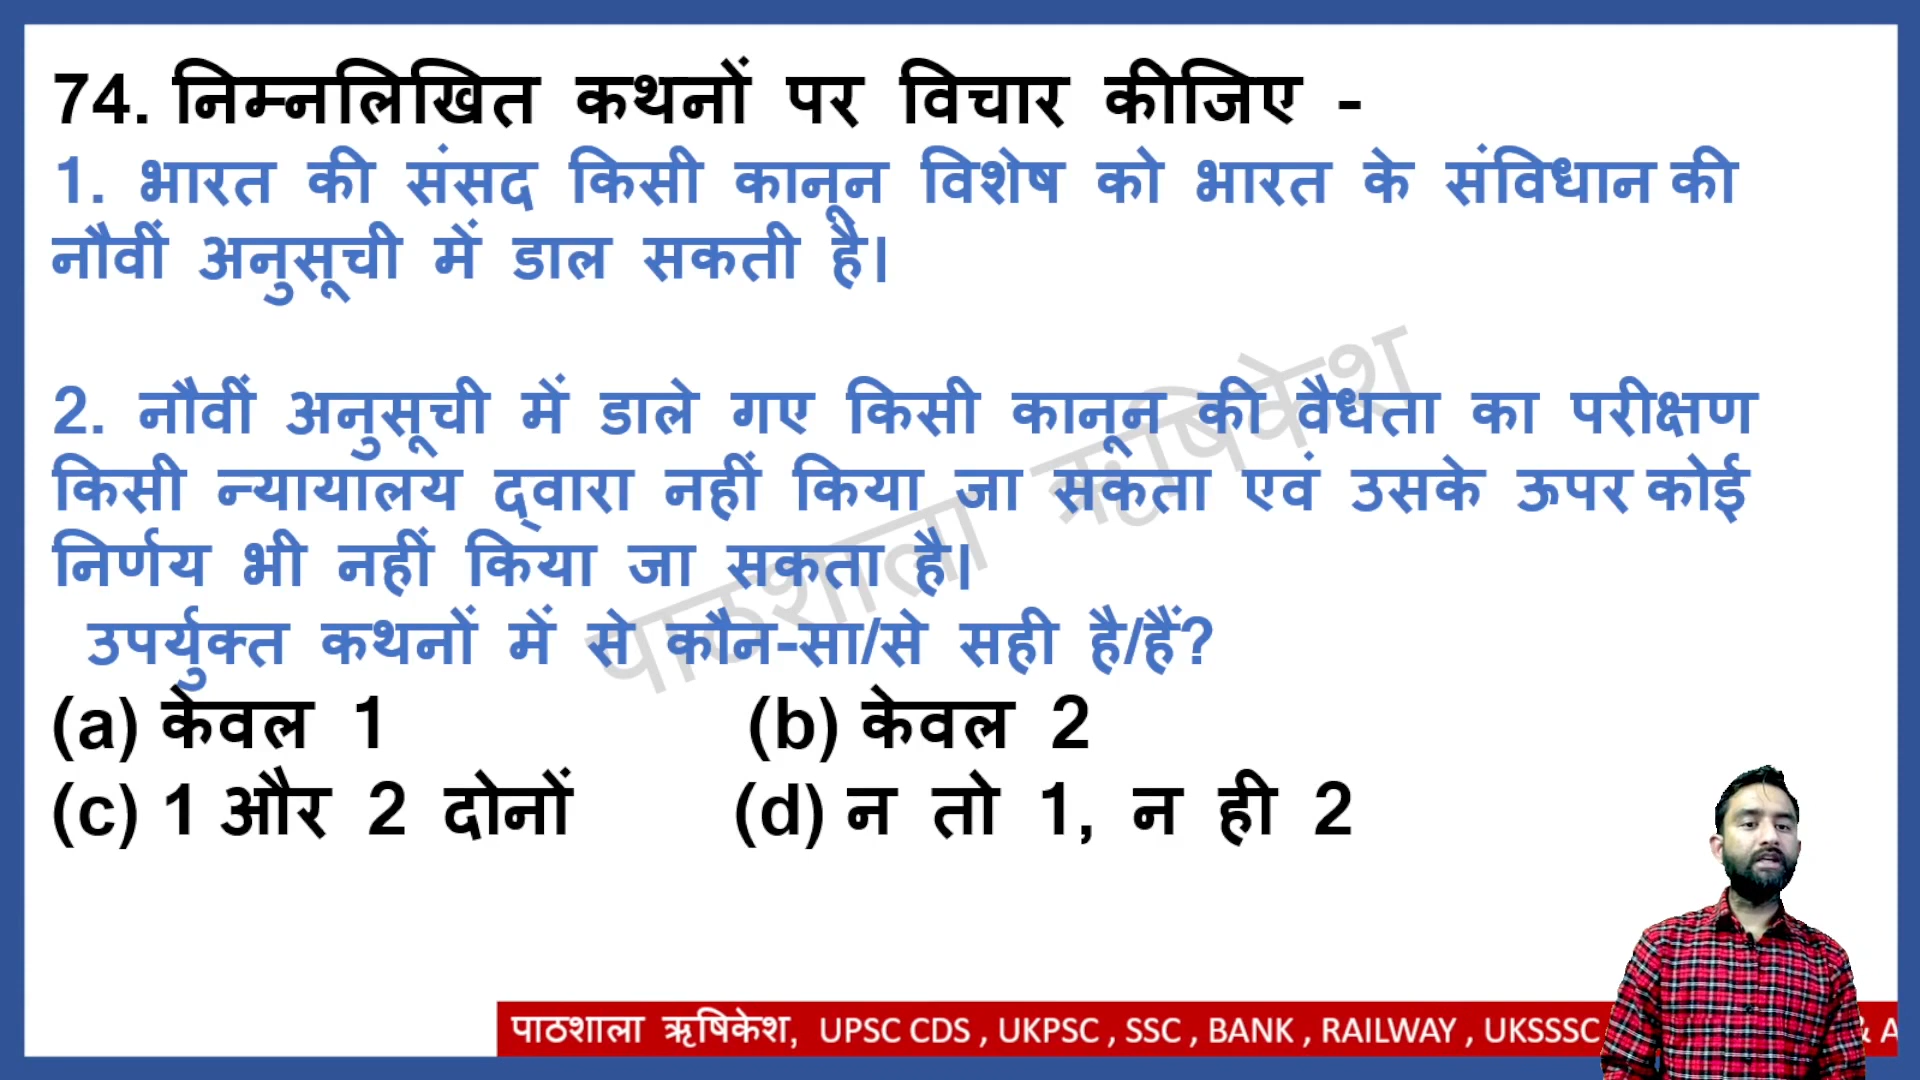 74. निम्नलिखित कथनों पर विचार कीजिए -
1. भारत की संसद किसी कानून विशेष को भारत के संविधान की
नौवीं अनुसूची में डाल सकती है।
2. नौवीं अनुसूची में डाले गए किसी कानून की वैधता का परीक्षण
किसी न्यायालय द्वारा नहीं किया जा सकता एवं उसके ऊपर कोई
निर्णय भी नहीं किया जा सकता है।
उपर्युक्त कथनों में से कौन-सा/से सही है/हैं?
(a) केवल 1 (b) केवल 2
(c) 1 और 2 दोनों (d) न तो 1, न ही 2
पाठशाला ऋषिकेश
पाठशाला ऋषिकेश, UPSC CDS , UKPSC , SSC , BANK , RAILWAY , UKSSSC & A